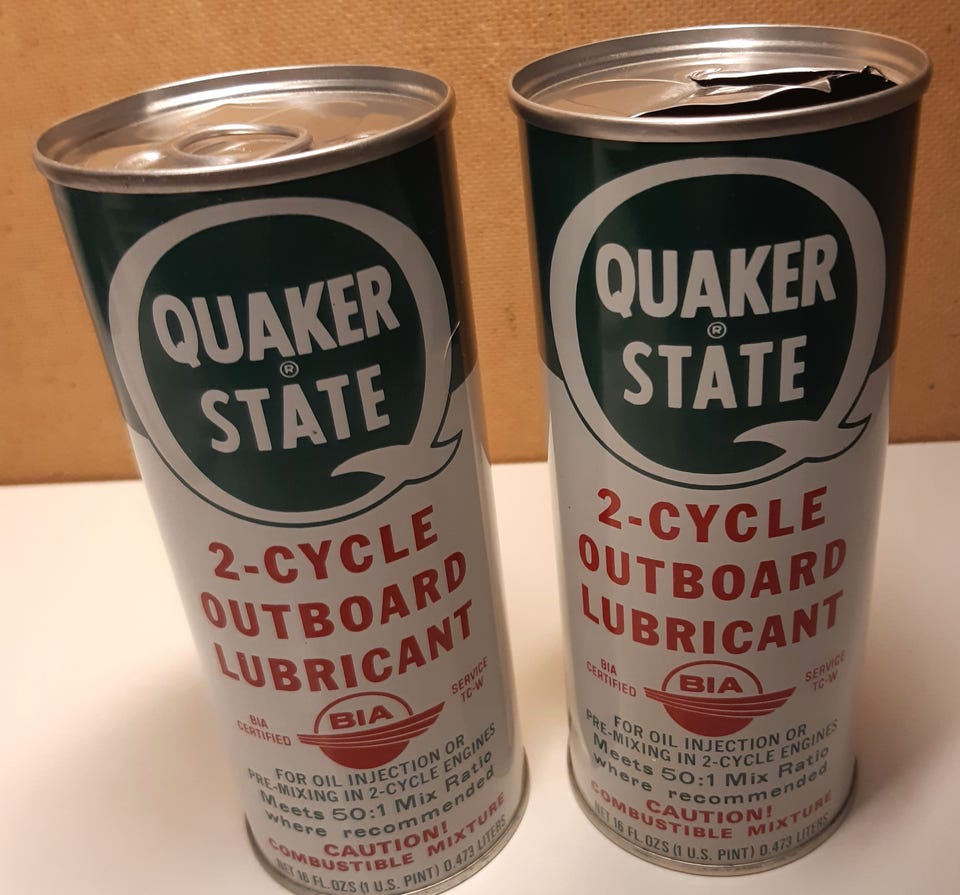 QUAKER
®
STATE
2-CYCLE
OUTBOARD
LUBRICANT
BIA
CERTIFIED
BIA
SERVICE
TC-W
FOR OIL INJECTION OR
PRE-MIXING IN 2-CYCLE ENGINES
Meets 50:1 Mix Ratio
where recommended
CAUTION!
COMBUSTIBLE MIXTURE
NET 16 FL.OZS (1 U.S. PINT) 0.473 LITERS
QUAKER
®
STATE
2-CYCLE
OUTBOARD
LUBRICANT
BIA
CERTIFIED
BIA
SERVICE
TC-W
FOR OIL INJECTION OR
PRE-MIXING IN 2-CYCLE ENGINES
Meets 50:1 Mix Ratio
where recommended
CAUTION!
COMBUSTIBLE MIXTURE
NET 16 FL.OZS (1 U.S. PINT) 0.473 LITERS